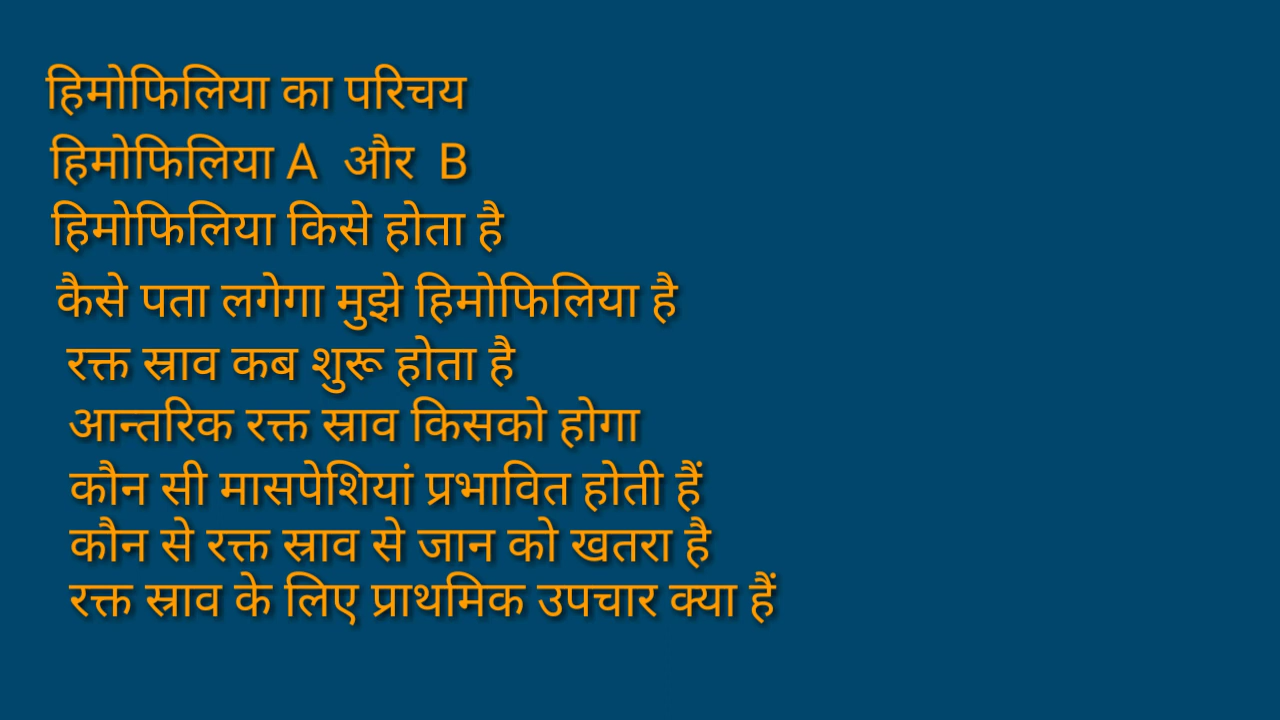 हिमोफिलिया का परिचय
हिमोफिलिया A और B
हिमोफिलिया किसे होता है
कैसे पता लगेगा मुझे हिमोफिलिया है
रक्त स्राव कब शुरू होता है
आन्तरिक रक्त स्राव किसको होगा
कौन सी मासपेशियां प्रभावित होती हैं
कौन से रक्त स्राव से जान को खतरा है
रक्त स्राव के लिए प्राथमिक उपचार क्या हैं